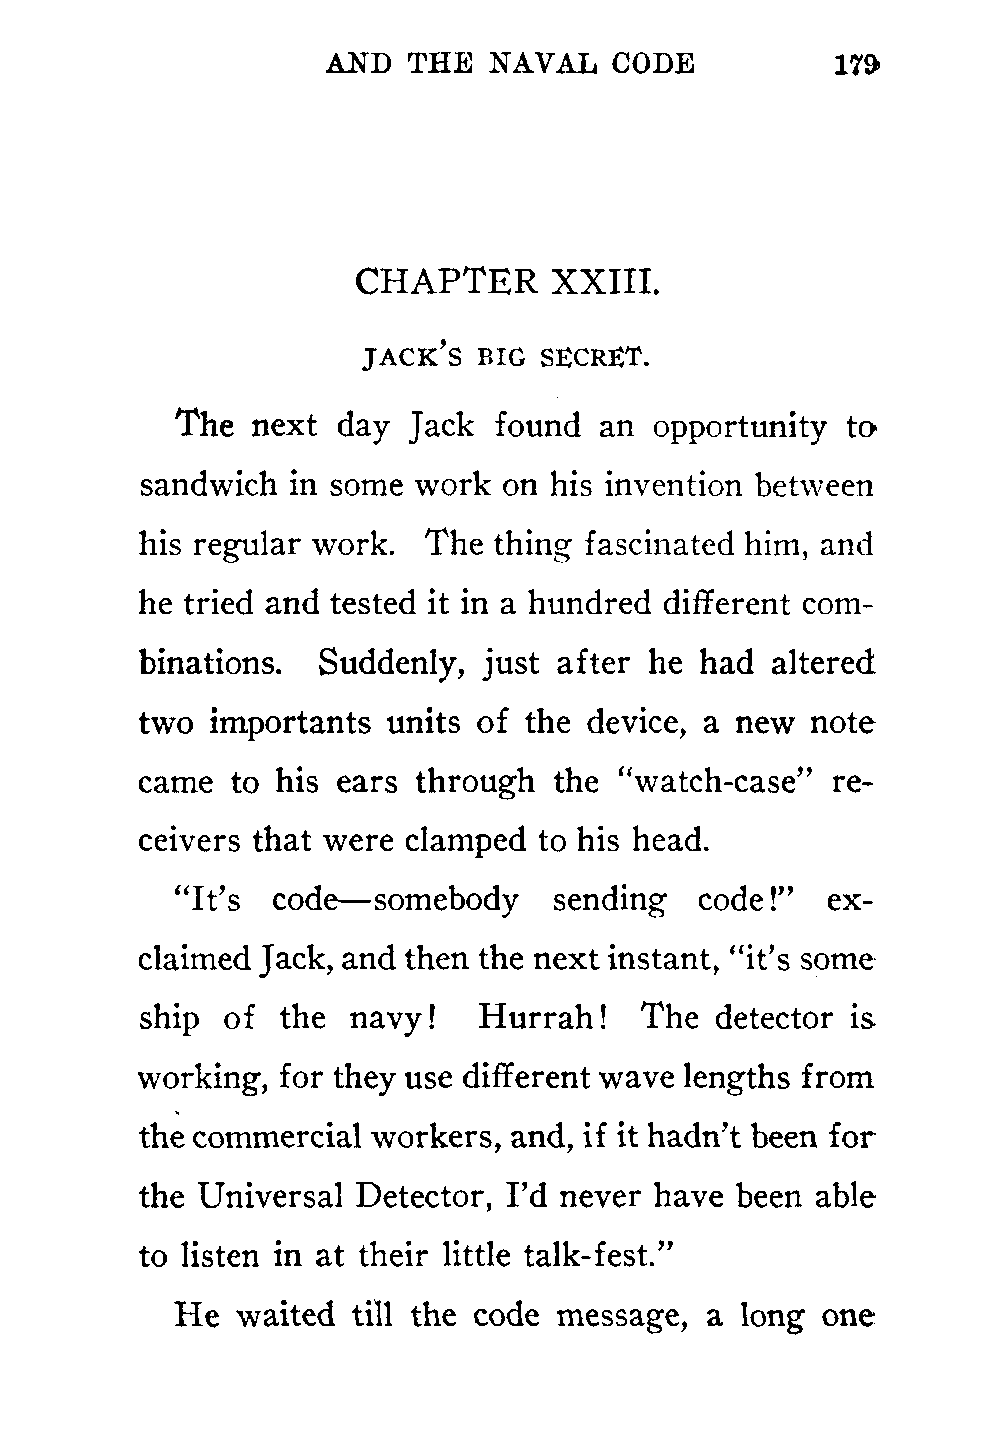 AND THE NAVAL CODE 179
CHAPTER XXIII.
JACK'S BIG SECRET.
The next day Jack found an opportunity to
sandwich in some work on his invention between
his regular work. The thing fascinated him, and
he tried and tested it in a hundred different com-
binations. Suddenly, just after he had altered
two importants units of the device, a new note
came to his ears through the "watch-case" re-
ceivers that were clamped to his head.
"It's code—somebody sending code!" ex-
claimed Jack, and then the next instant, "it's some
ship of the navy! Hurrah! The detector is
working, for they use different wave lengths from
the commercial workers, and, if it hadn't been for
the Universal Detector, I'd never have been able
to listen in at their little talk-fest."
He waited till the code message, a long one